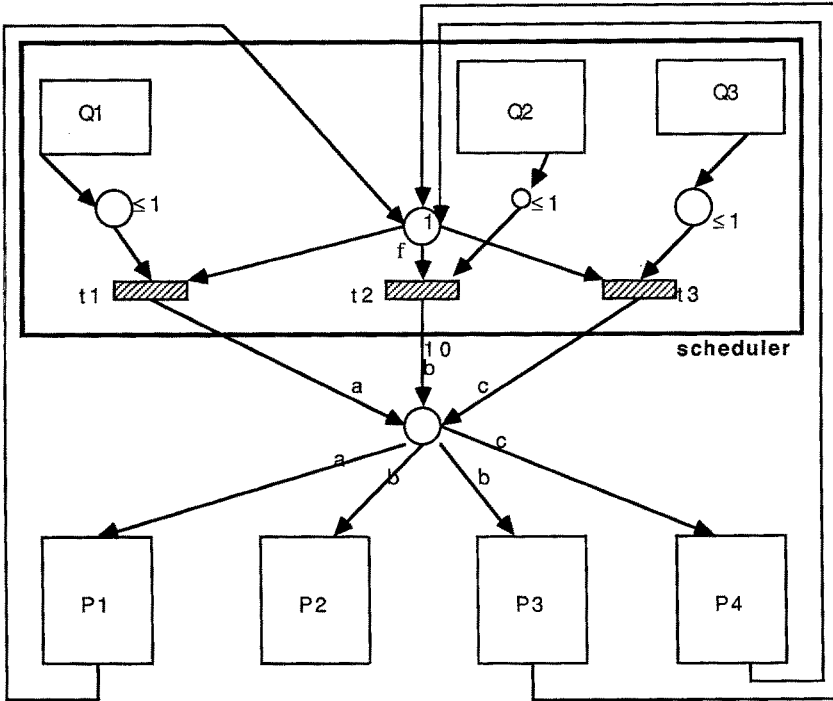 Q1
Q2
Q3
≤1
≤1
≤1
1
f
t1
t2
t3
10
scheduler
b
a
c
a
b
b
c
P1
P2
P3
P4